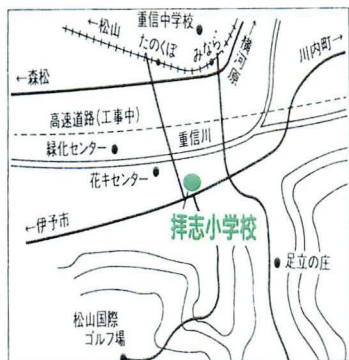 重信中学校
←松山
たのくぼ
みなら
横河原→
川内町→
←森松
高速道路(工事中)
重信川
緑化センター
花キセンター
拝志小学校
←伊予市
足立の庄
松山国際
ゴルフ場